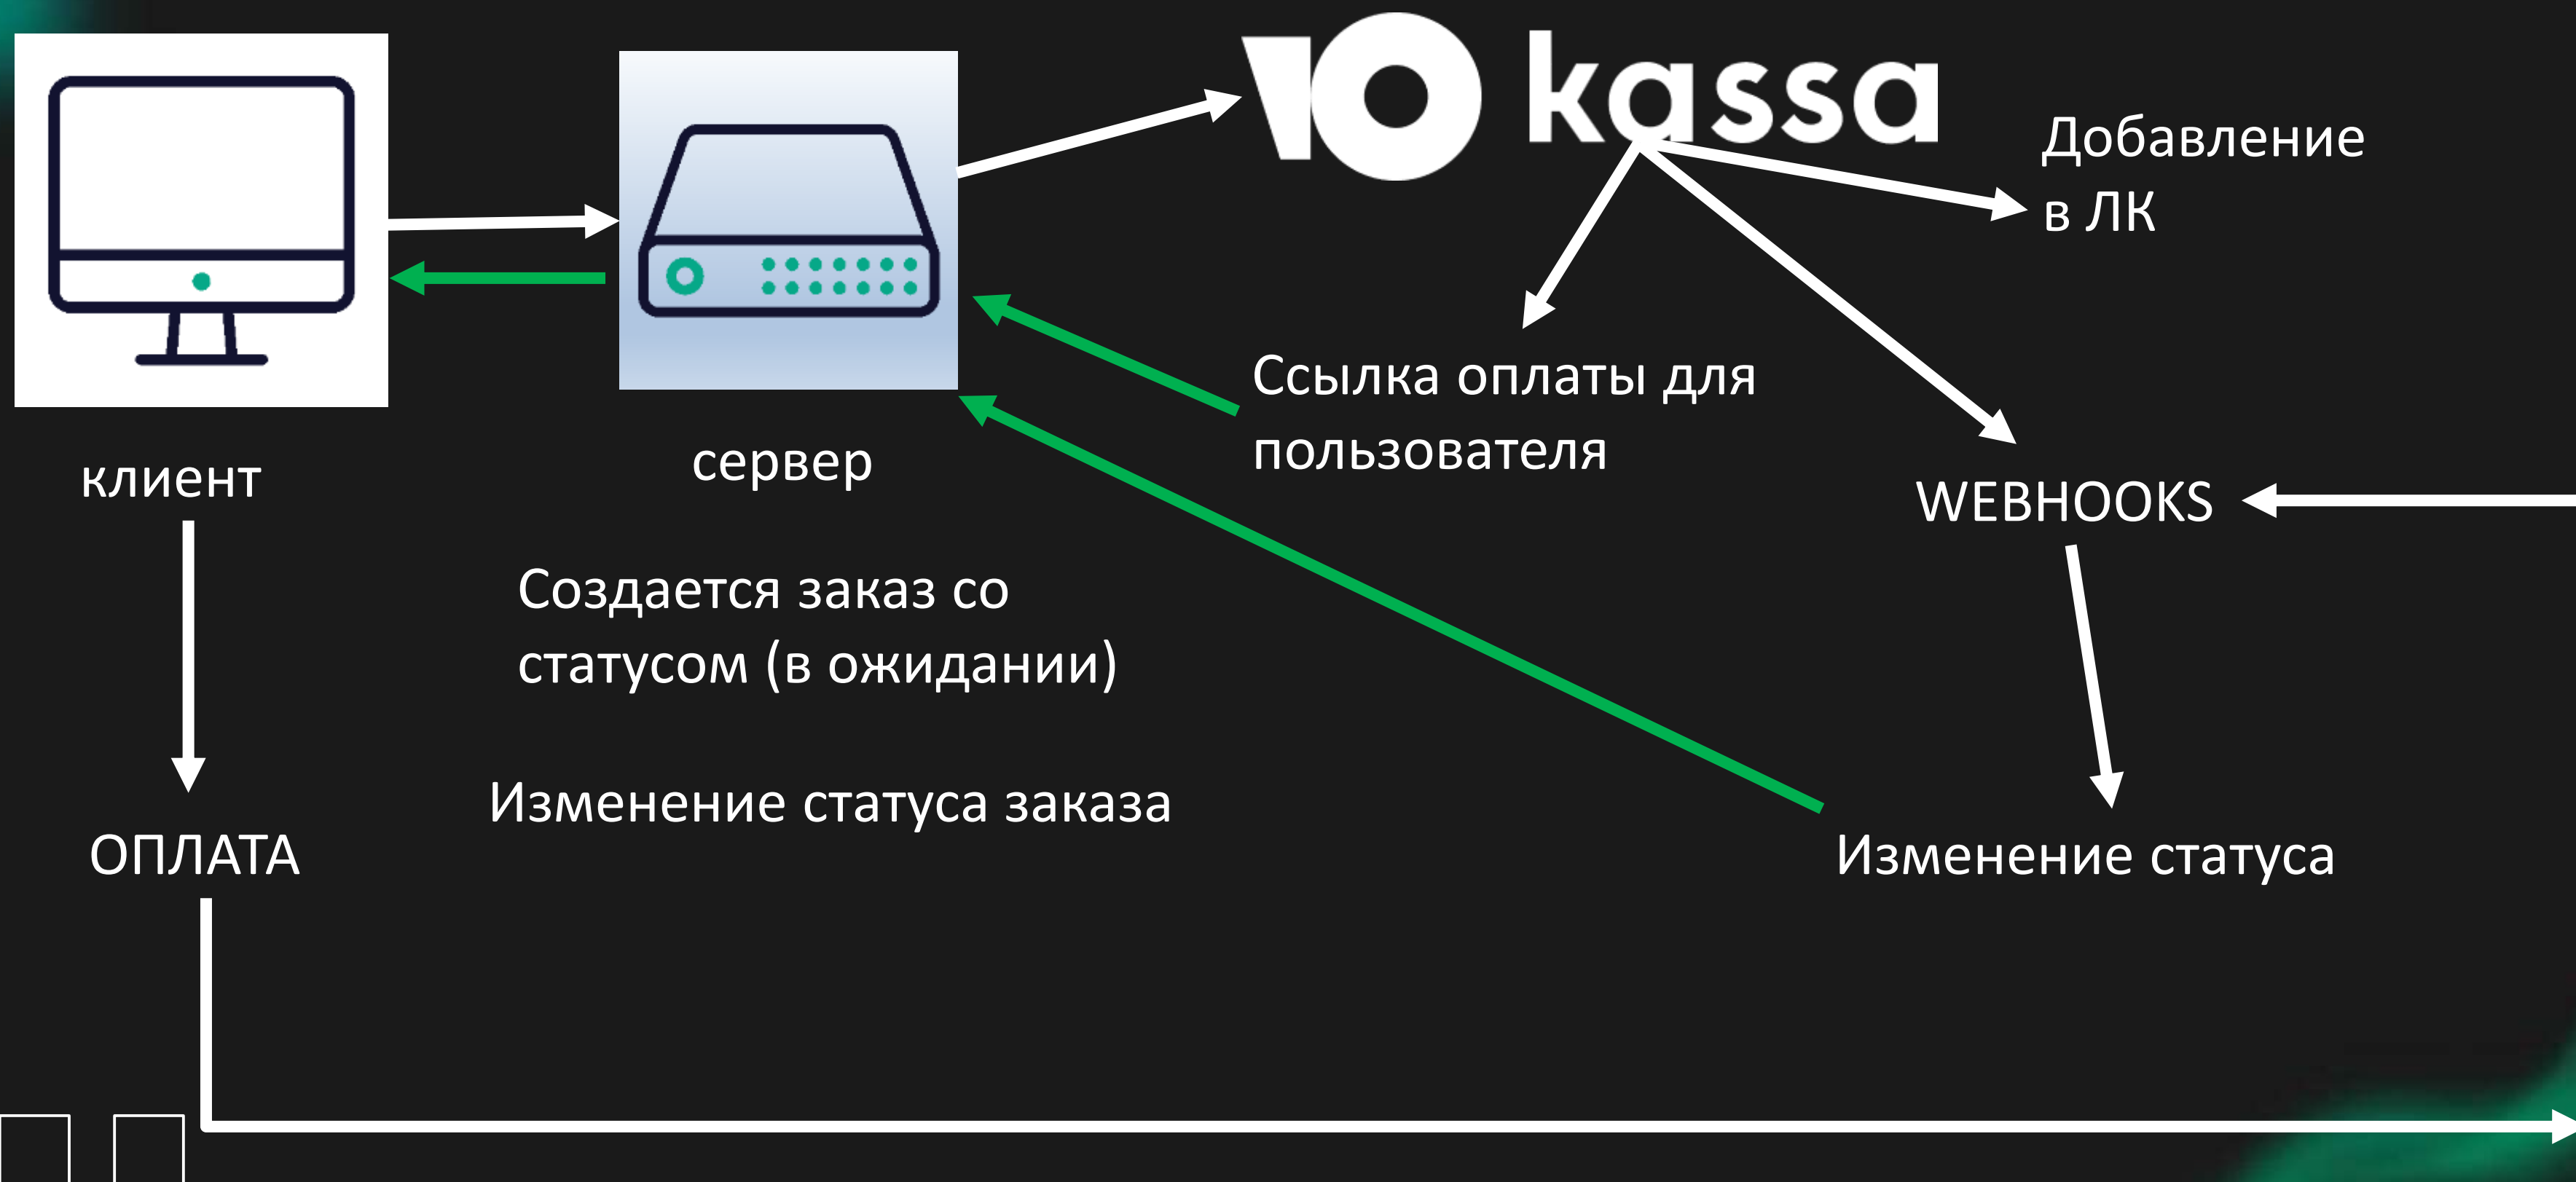 Ю kassa
Добавление
в ЛК
Ссылка оплаты для
пользователя
клиент
сервер
WEBHOOKS
Создается заказ со
статусом (в ожидании)
Изменение статуса заказа
ОПЛАТА
Изменение статуса